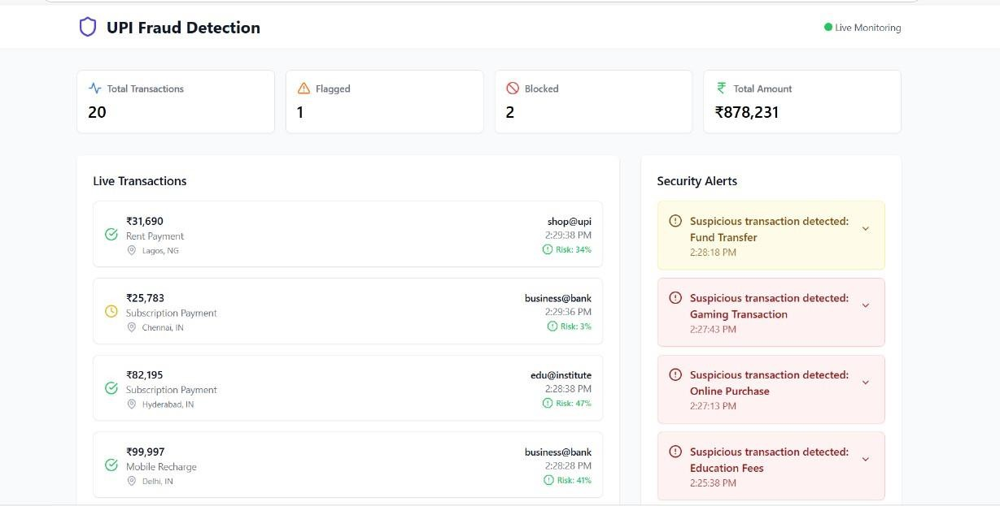 UPI Fraud Detection
Live Monitoring
Total Transactions
20
Flagged
1
Blocked
2
Total Amount
₹878,231
Live Transactions
₹31,690
Rent Payment
Lagos, NG
shop@upi
2:29:38 PM
Risk: 34%
₹25,783
Subscription Payment
Chennai, IN
business@bank
2:29:36 PM
Risk: 3%
₹82,195
Subscription Payment
Hyderabad, IN
edu@institute
2:28:38 PM
Risk: 47%
₹99,997
Mobile Recharge
Delhi, IN
business@bank
2:28:28 PM
Risk: 41%
Security Alerts
Suspicious transaction detected:
Fund Transfer
2:28:18 PM
Suspicious transaction detected:
Gaming Transaction
2:27:43 PM
Suspicious transaction detected:
Online Purchase
2:27:13 PM
Suspicious transaction detected:
Education Fees
2:25:38 PM